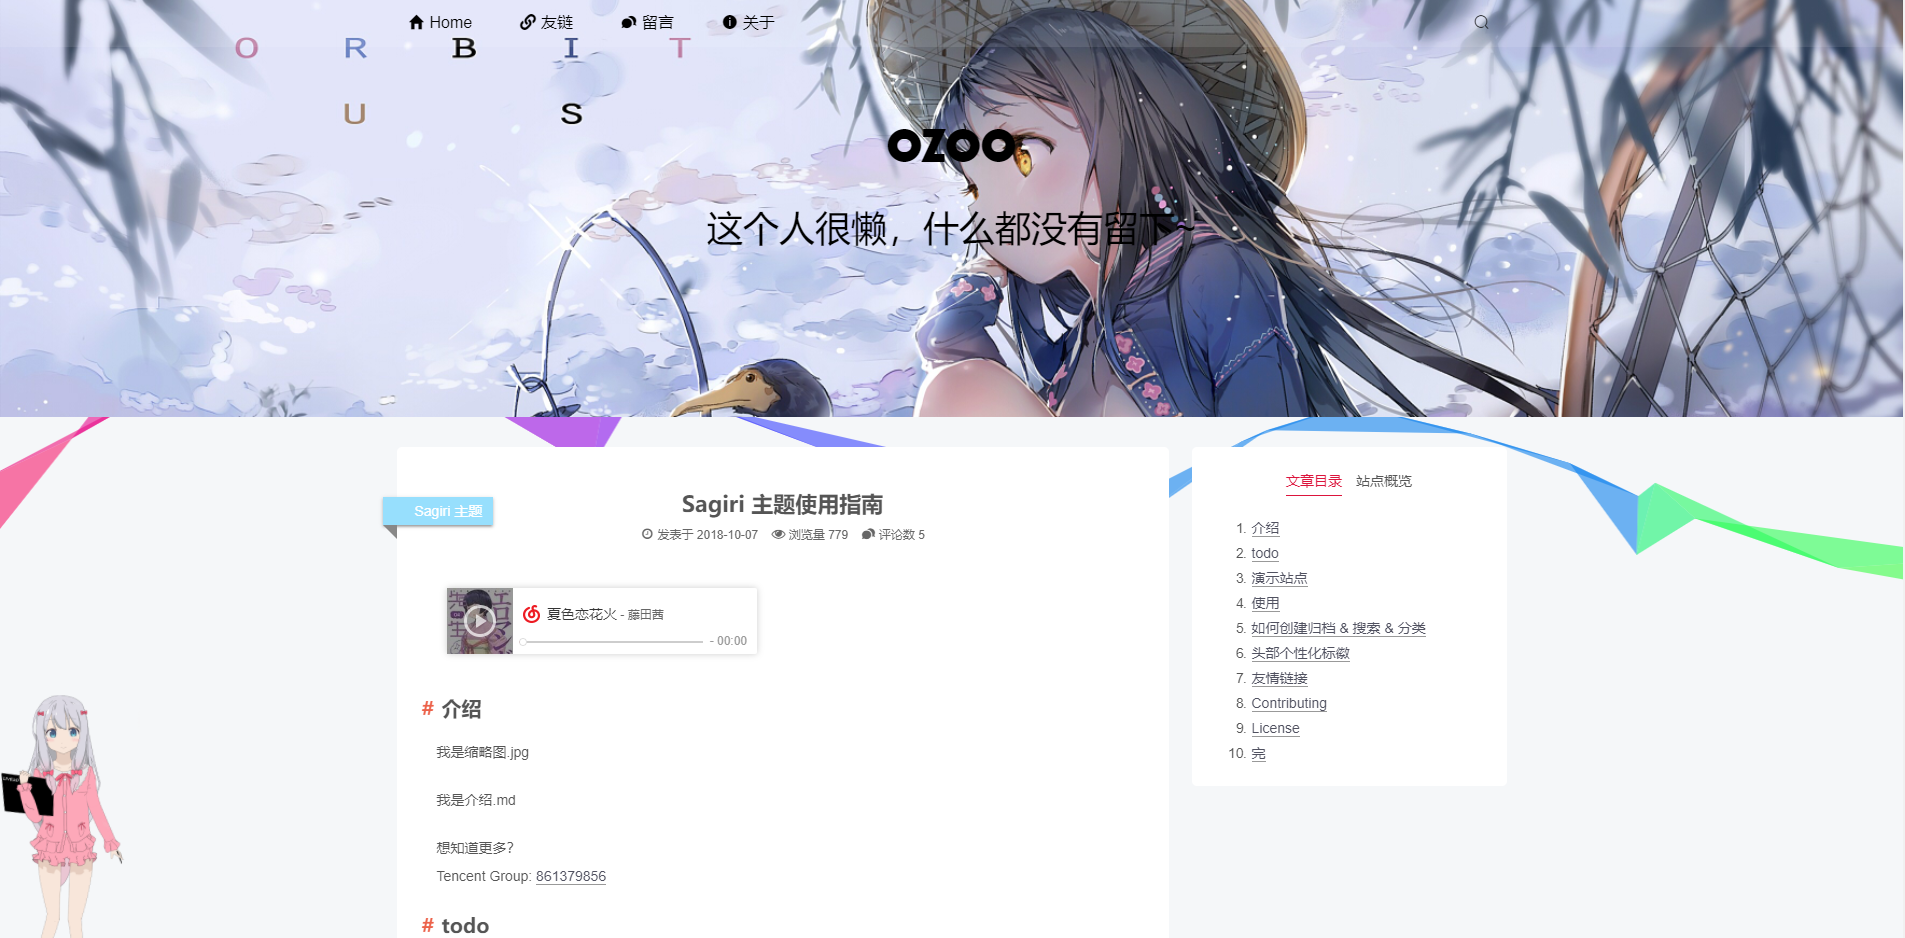 Home 友链 留言 关于
O R B I T
U S
OZOO
这个人很懒，什么都没有留下~
Sagiri 主题
Sagiri 主题使用指南
发表于 2018-10-07 浏览量 779 评论数 5
夏色恋花火 - 藤田茜
- 00:00
# 介绍
我是缩略图.jpg
我是介绍.md
想知道更多?
Tencent Group: 861379856
# todo
文章目录 站点概览
1. 介绍
2. todo
3. 演示站点
4. 使用
5. 如何创建归档 & 搜索 & 分类
6. 头部个性化标徽
7. 友情链接
8. Contributing
9. License
10. 完